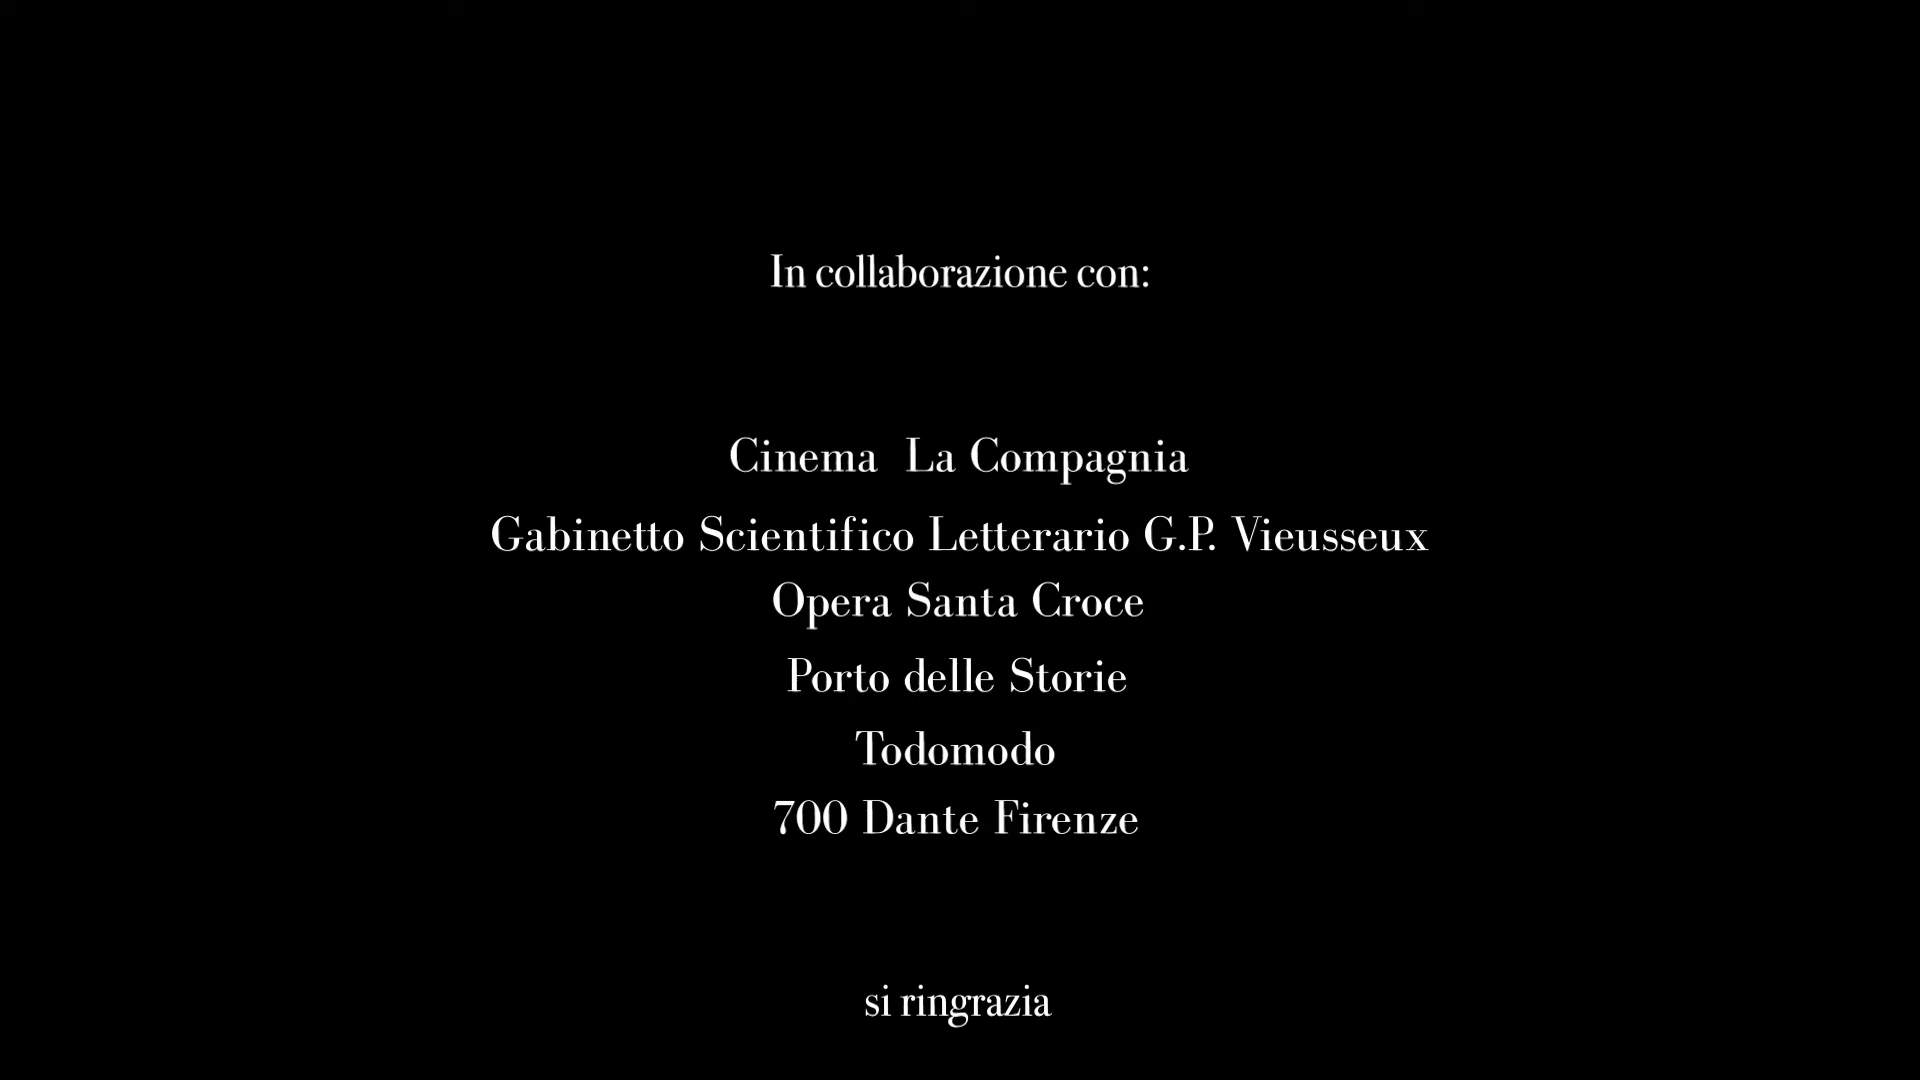 In collaborazione con:
Cinema  La Compagnia
Gabinetto Scientifico Letterario G.P. Vieusseux
Opera Santa Croce
Porto delle Storie
Todomodo
700 Dante Firenze
si ringrazia